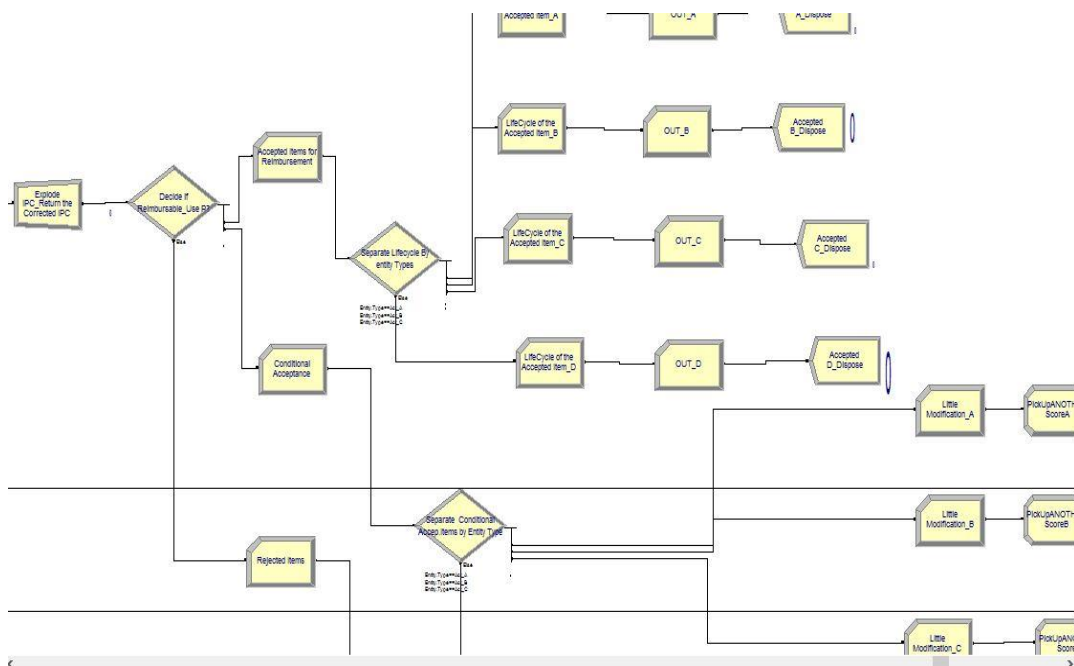 Accepted Item_A
OUT_A
A_Dispose
LifeCycle of the
Accepted Item_B
OUT_B
Accepted
B_Dispose
Accepted Items for
Reimbursement
Explode
IPC_Return the
Corrected IPC
Decide If
Else
LifeCycle of the
Accepted Item_C
OUT_C
Accepted
C_Dispose
Separate Lifecycle By
entity Types
Else
LifeCycle of the
Accepted Item_D
OUT_D
Accepted
D_Dispose
Conditional
Acceptance
Little
Modification_A
ScoreA
Separate Conditional
Accep.Items by Entity Type
Else
Little
Modification_B
ScoreB
Rejected Items
Little
Modification_C